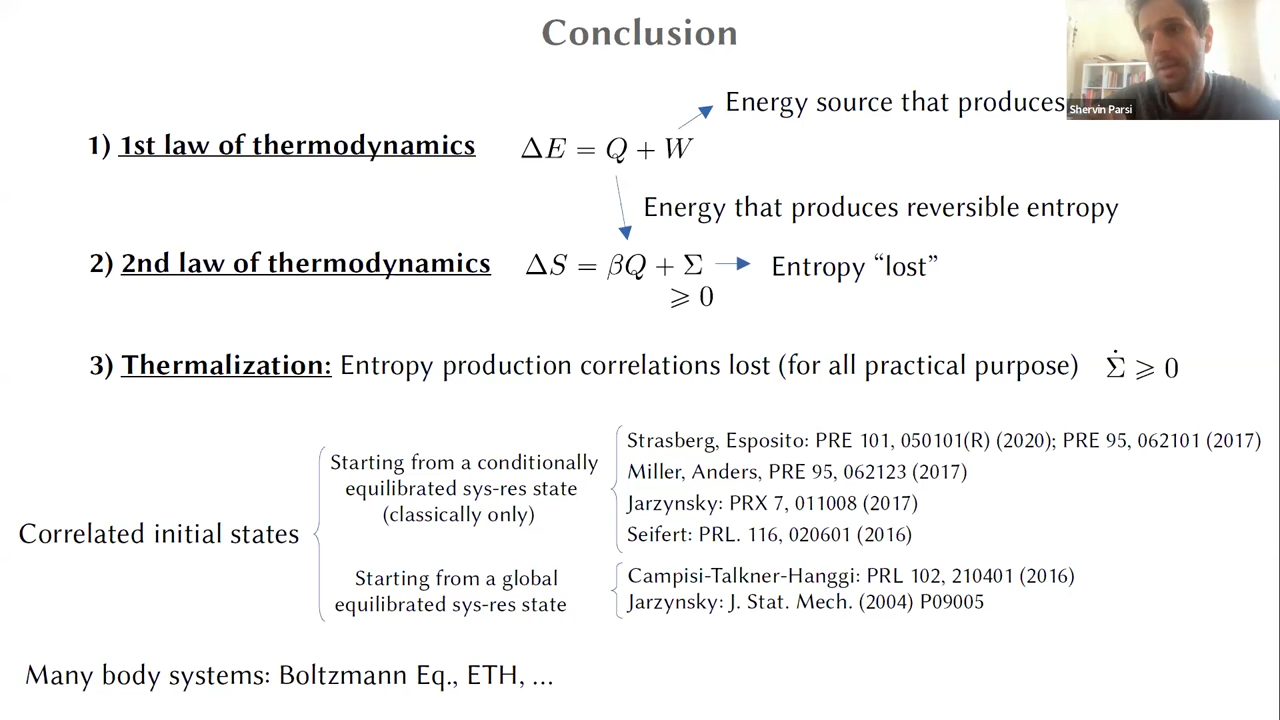 Conclusion
Energy source that produces
Shervin Parsi
1) 1st law of thermodynamics ΔE = Q + W
Energy that produces reversible entropy
2) 2nd law of thermodynamics ΔS = βQ + Σ Entropy “lost”
⩾ 0
3) Thermalization: Entropy production correlations lost (for all practical purpose) Σ̇ ⩾ 0
Correlated initial states
Starting from a conditionally
equilibrated sys-res state
(classically only)
Strasberg, Esposito: PRE 101, 050101(R) (2020); PRE 95, 062101 (2017)
Miller, Anders, PRE 95, 062123 (2017)
Jarzynsky: PRX 7, 011008 (2017)
Seifert: PRL. 116, 020601 (2016)
Starting from a global
equilibrated sys-res state
Campisi-Talkner-Hanggi: PRL 102, 210401 (2016)
Jarzynsky: J. Stat. Mech. (2004) P09005
Many body systems: Boltzmann Eq., ETH, ...